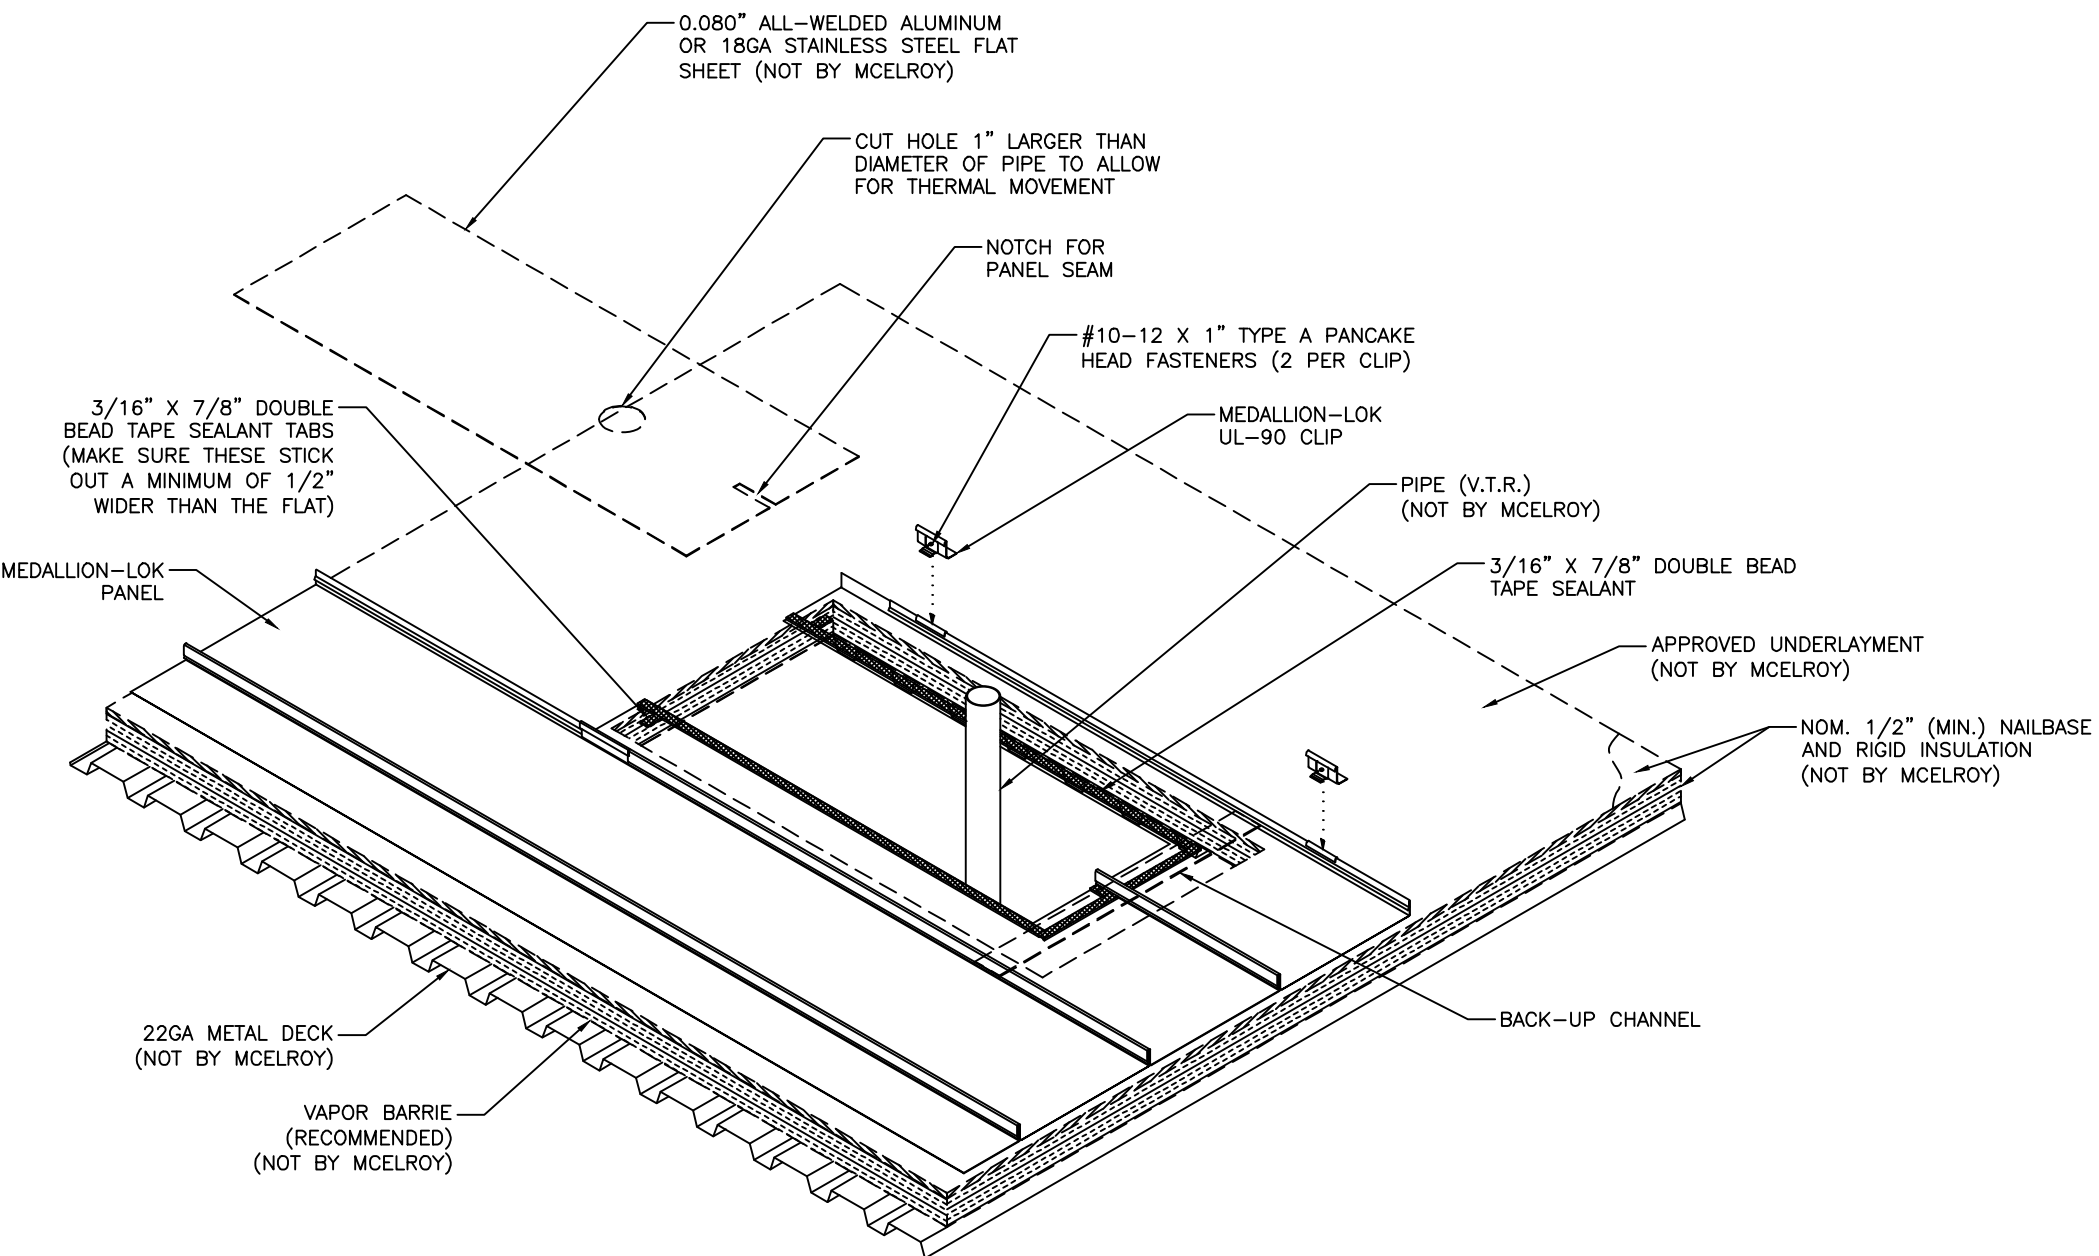 0.080” ALL-WELDED ALUMINUM
OR 18GA STAINLESS STEEL FLAT
SHEET (NOT BY MCELROY)
CUT HOLE 1” LARGER THAN
DIAMETER OF PIPE TO ALLOW
FOR THERMAL MOVEMENT
NOTCH FOR
PANEL SEAM
#10-12 X 1” TYPE A PANCAKE
HEAD FASTENERS (2 PER CLIP)
3/16” X 7/8” DOUBLE
BEAD TAPE SEALANT TABS
(MAKE SURE THESE STICK
OUT A MINIMUM OF 1/2”
WIDER THAN THE FLAT)
MEDALLION-LOK
UL-90 CLIP
PIPE (V.T.R.)
(NOT BY MCELROY)
MEDALLION-LOK
PANEL
3/16” X 7/8” DOUBLE BEAD
TAPE SEALANT
APPROVED UNDERLAYMENT
(NOT BY MCELROY)
NOM. 1/2” (MIN.) NAILBASE
AND RIGID INSULATION
(NOT BY MCELROY)
BACK-UP CHANNEL
22GA METAL DECK
(NOT BY MCELROY)
VAPOR BARRIE
(RECOMMENDED)
(NOT BY MCELROY)